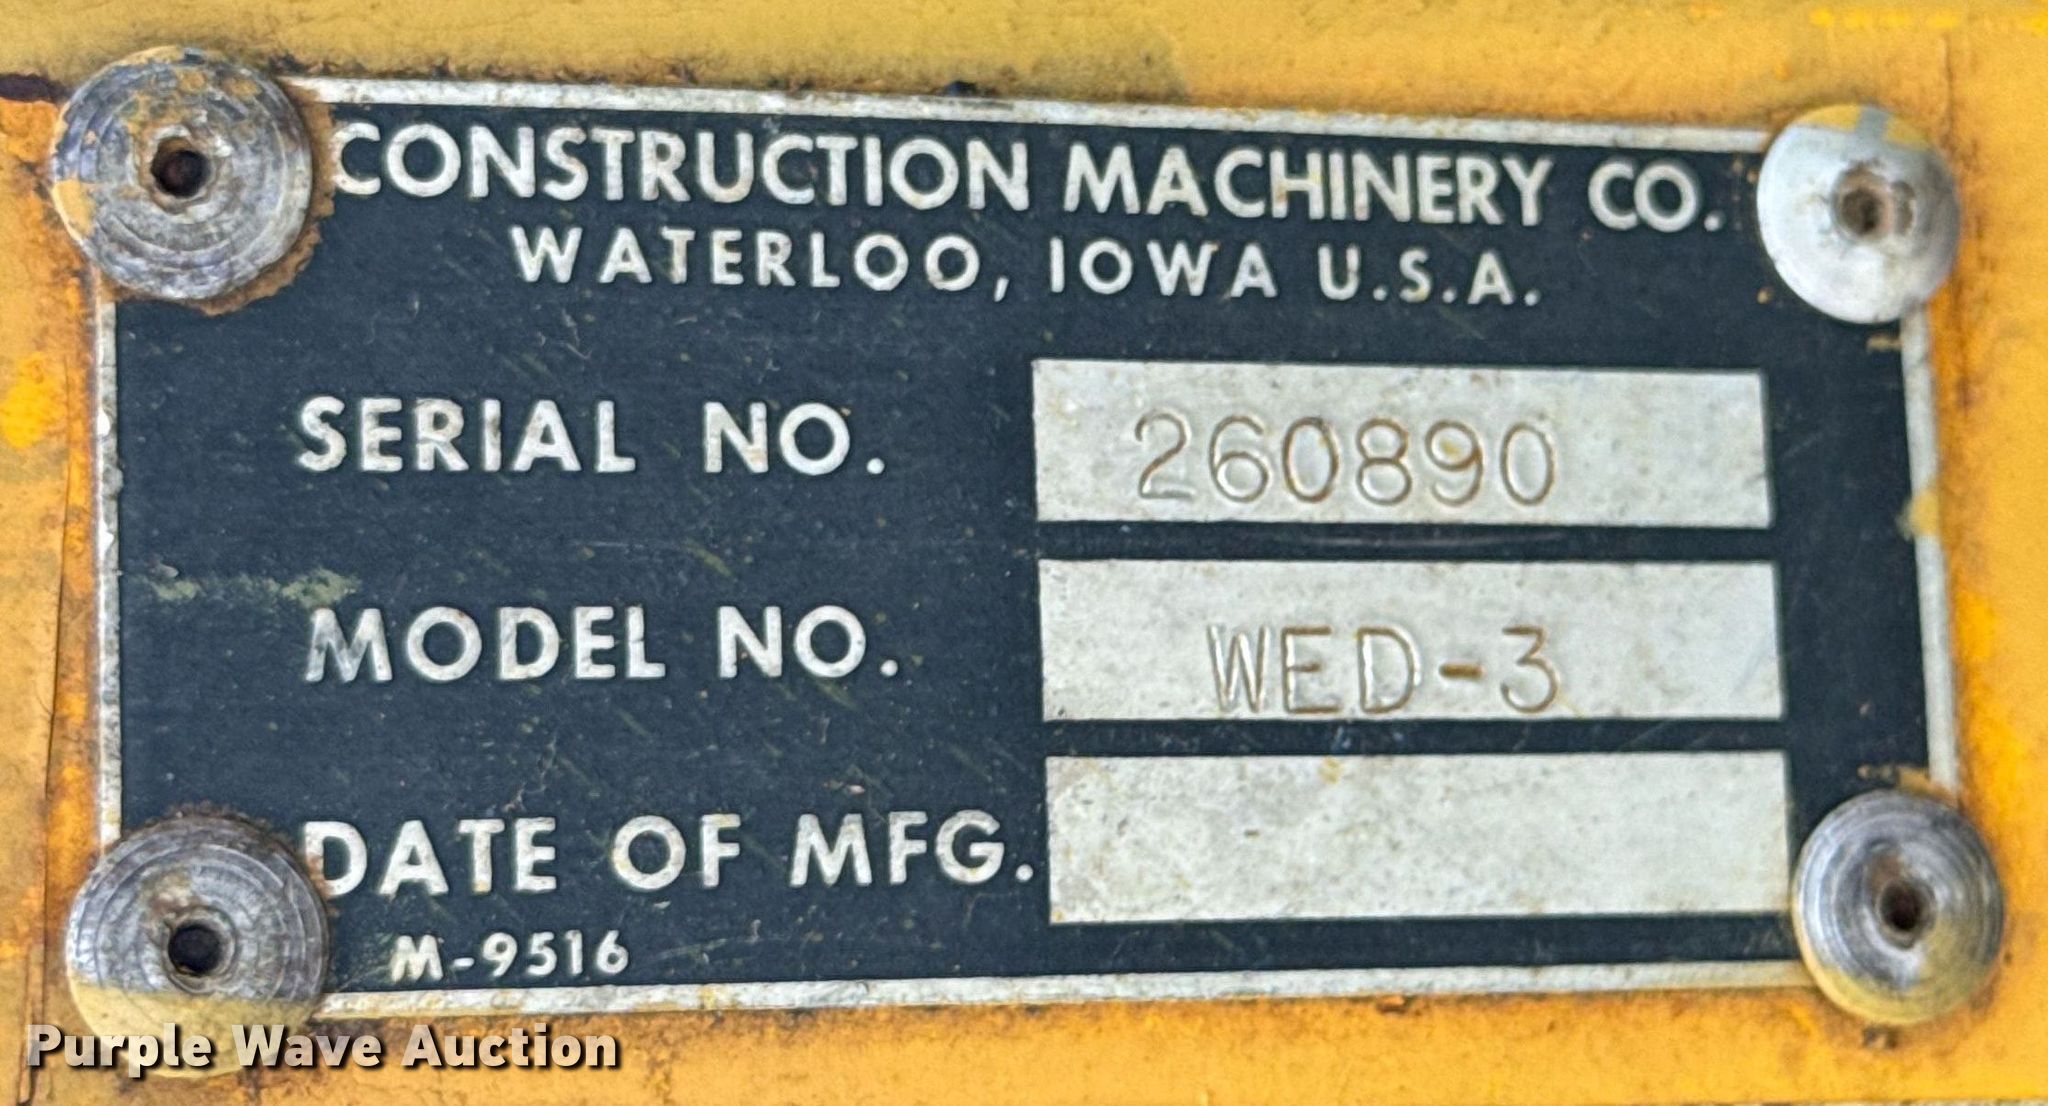 CONSTRUCTION MACHINERY CO.
WATERLOO, IOWA U.S.A.
SERIAL NO. 260890
MODEL NO. WED-3
DATE OF MFG.
M-9516
Purple Wave Auction